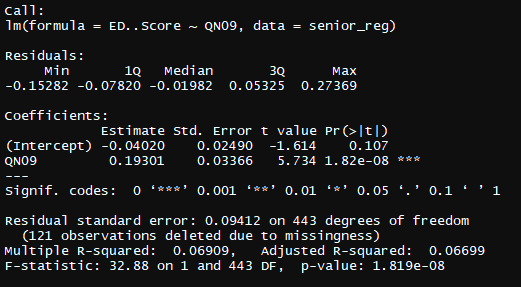 Call:
lm(formula = ED..Score ~ QN09, data = senior_reg)
Residuals:
Min 1Q Median 3Q Max
-0.15282 -0.07820 -0.01982 0.05325 0.27369
Coefficients:
Estimate Std. Error t value Pr(>|t|)
(Intercept) -0.04020 0.02490 -1.614 0.107
QN09 0.19301 0.03366 5.734 1.82e-08 ***
---
Signif. codes: 0 ‘***’ 0.001 ‘**’ 0.01 ‘*’ 0.05 ‘.’ 0.1 ‘ ’ 1
Residual standard error: 0.09412 on 443 degrees of freedom
(121 observations deleted due to missingness)
Multiple R-squared: 0.06909, Adjusted R-squared: 0.06699
F-statistic: 32.88 on 1 and 443 DF, p-value: 1.819e-08